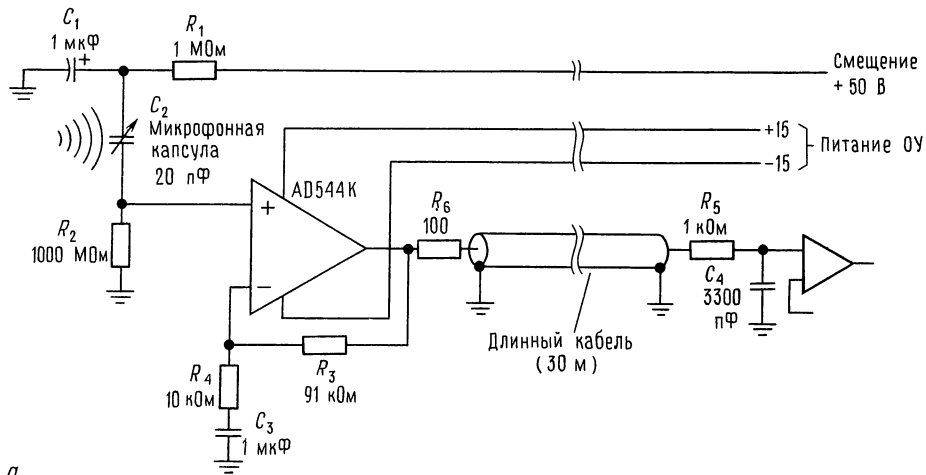 C₁
1 мкФ
+
R₁
1 МОм
Смещение
+ 50 В
C₂
Микрофонная
капсула
20 пФ
+15
-15
Питание ОУ
AD544K
R₂
1000 МОм
+
−
R₆
100
R₅
1 кОм
C₄
3300
пФ
Длинный кабель
(30 м)
R₃
91 кОм
R₄
10 кОм
C₃
1 мкФ
а